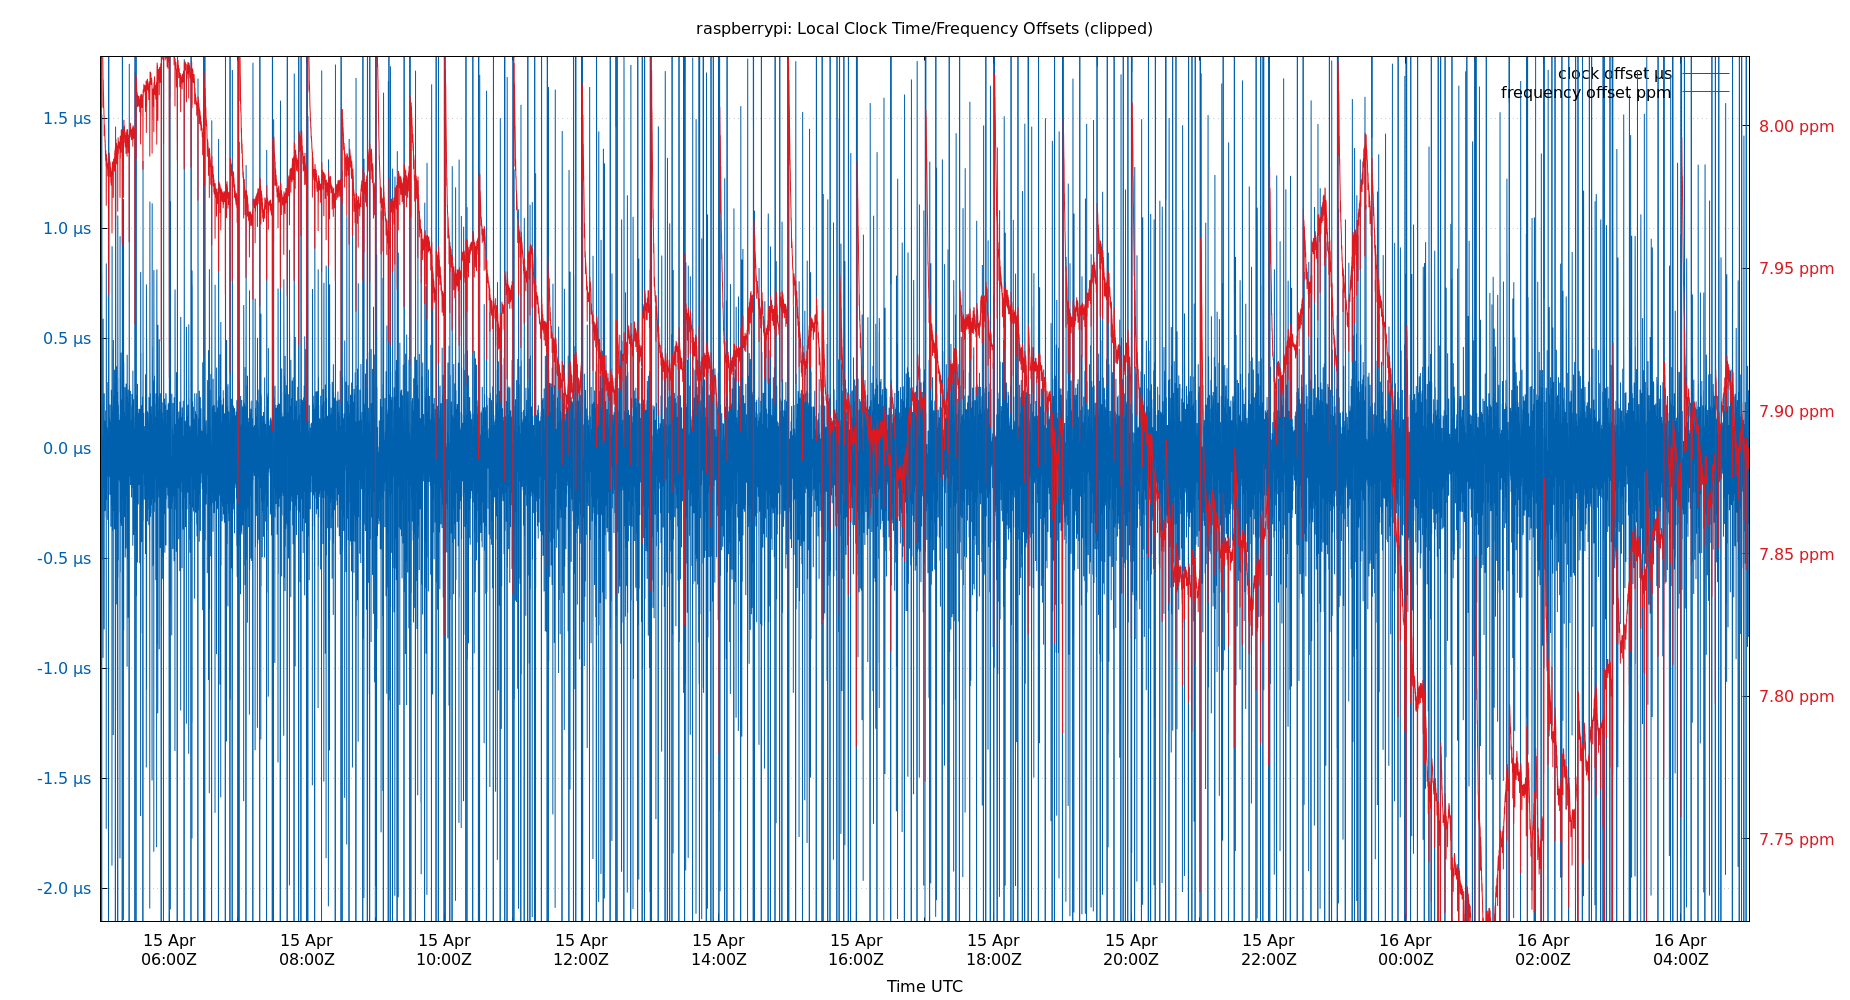 raspberrypi: Local Clock Time/Frequency Offsets (clipped)
clock offset µs
frequency offset ppm
1.5 µs
1.0 µs
0.5 µs
0.0 µs
-0.5 µs
-1.0 µs
-1.5 µs
-2.0 µs
8.00 ppm
7.95 ppm
7.90 ppm
7.85 ppm
7.80 ppm
7.75 ppm
15 Apr
06:00Z
15 Apr
08:00Z
15 Apr
10:00Z
15 Apr
12:00Z
15 Apr
14:00Z
15 Apr
16:00Z
15 Apr
18:00Z
15 Apr
20:00Z
15 Apr
22:00Z
16 Apr
00:00Z
16 Apr
02:00Z
16 Apr
04:00Z
Time UTC